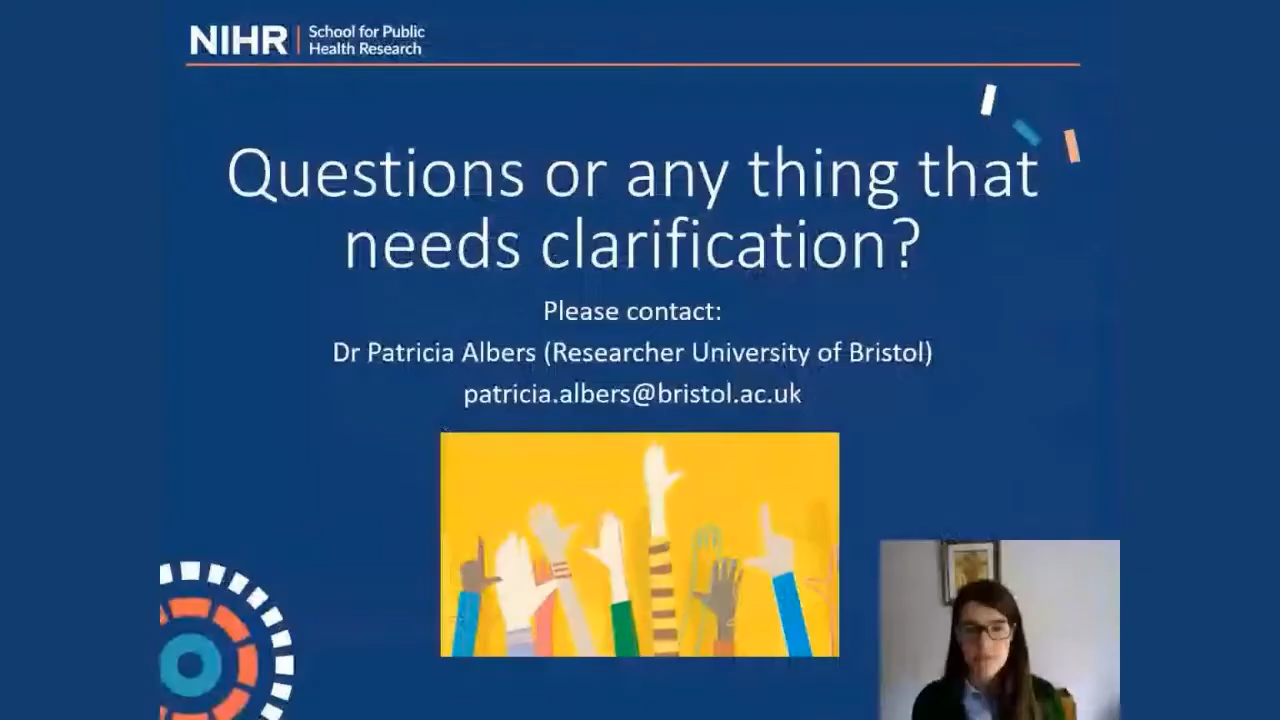 NIHR
School for Public
Health Research
Questions or any thing that
needs clarification?
Please contact:
Dr Patricia Albers (Researcher University of Bristol)
patricia.albers@bristol.ac.uk